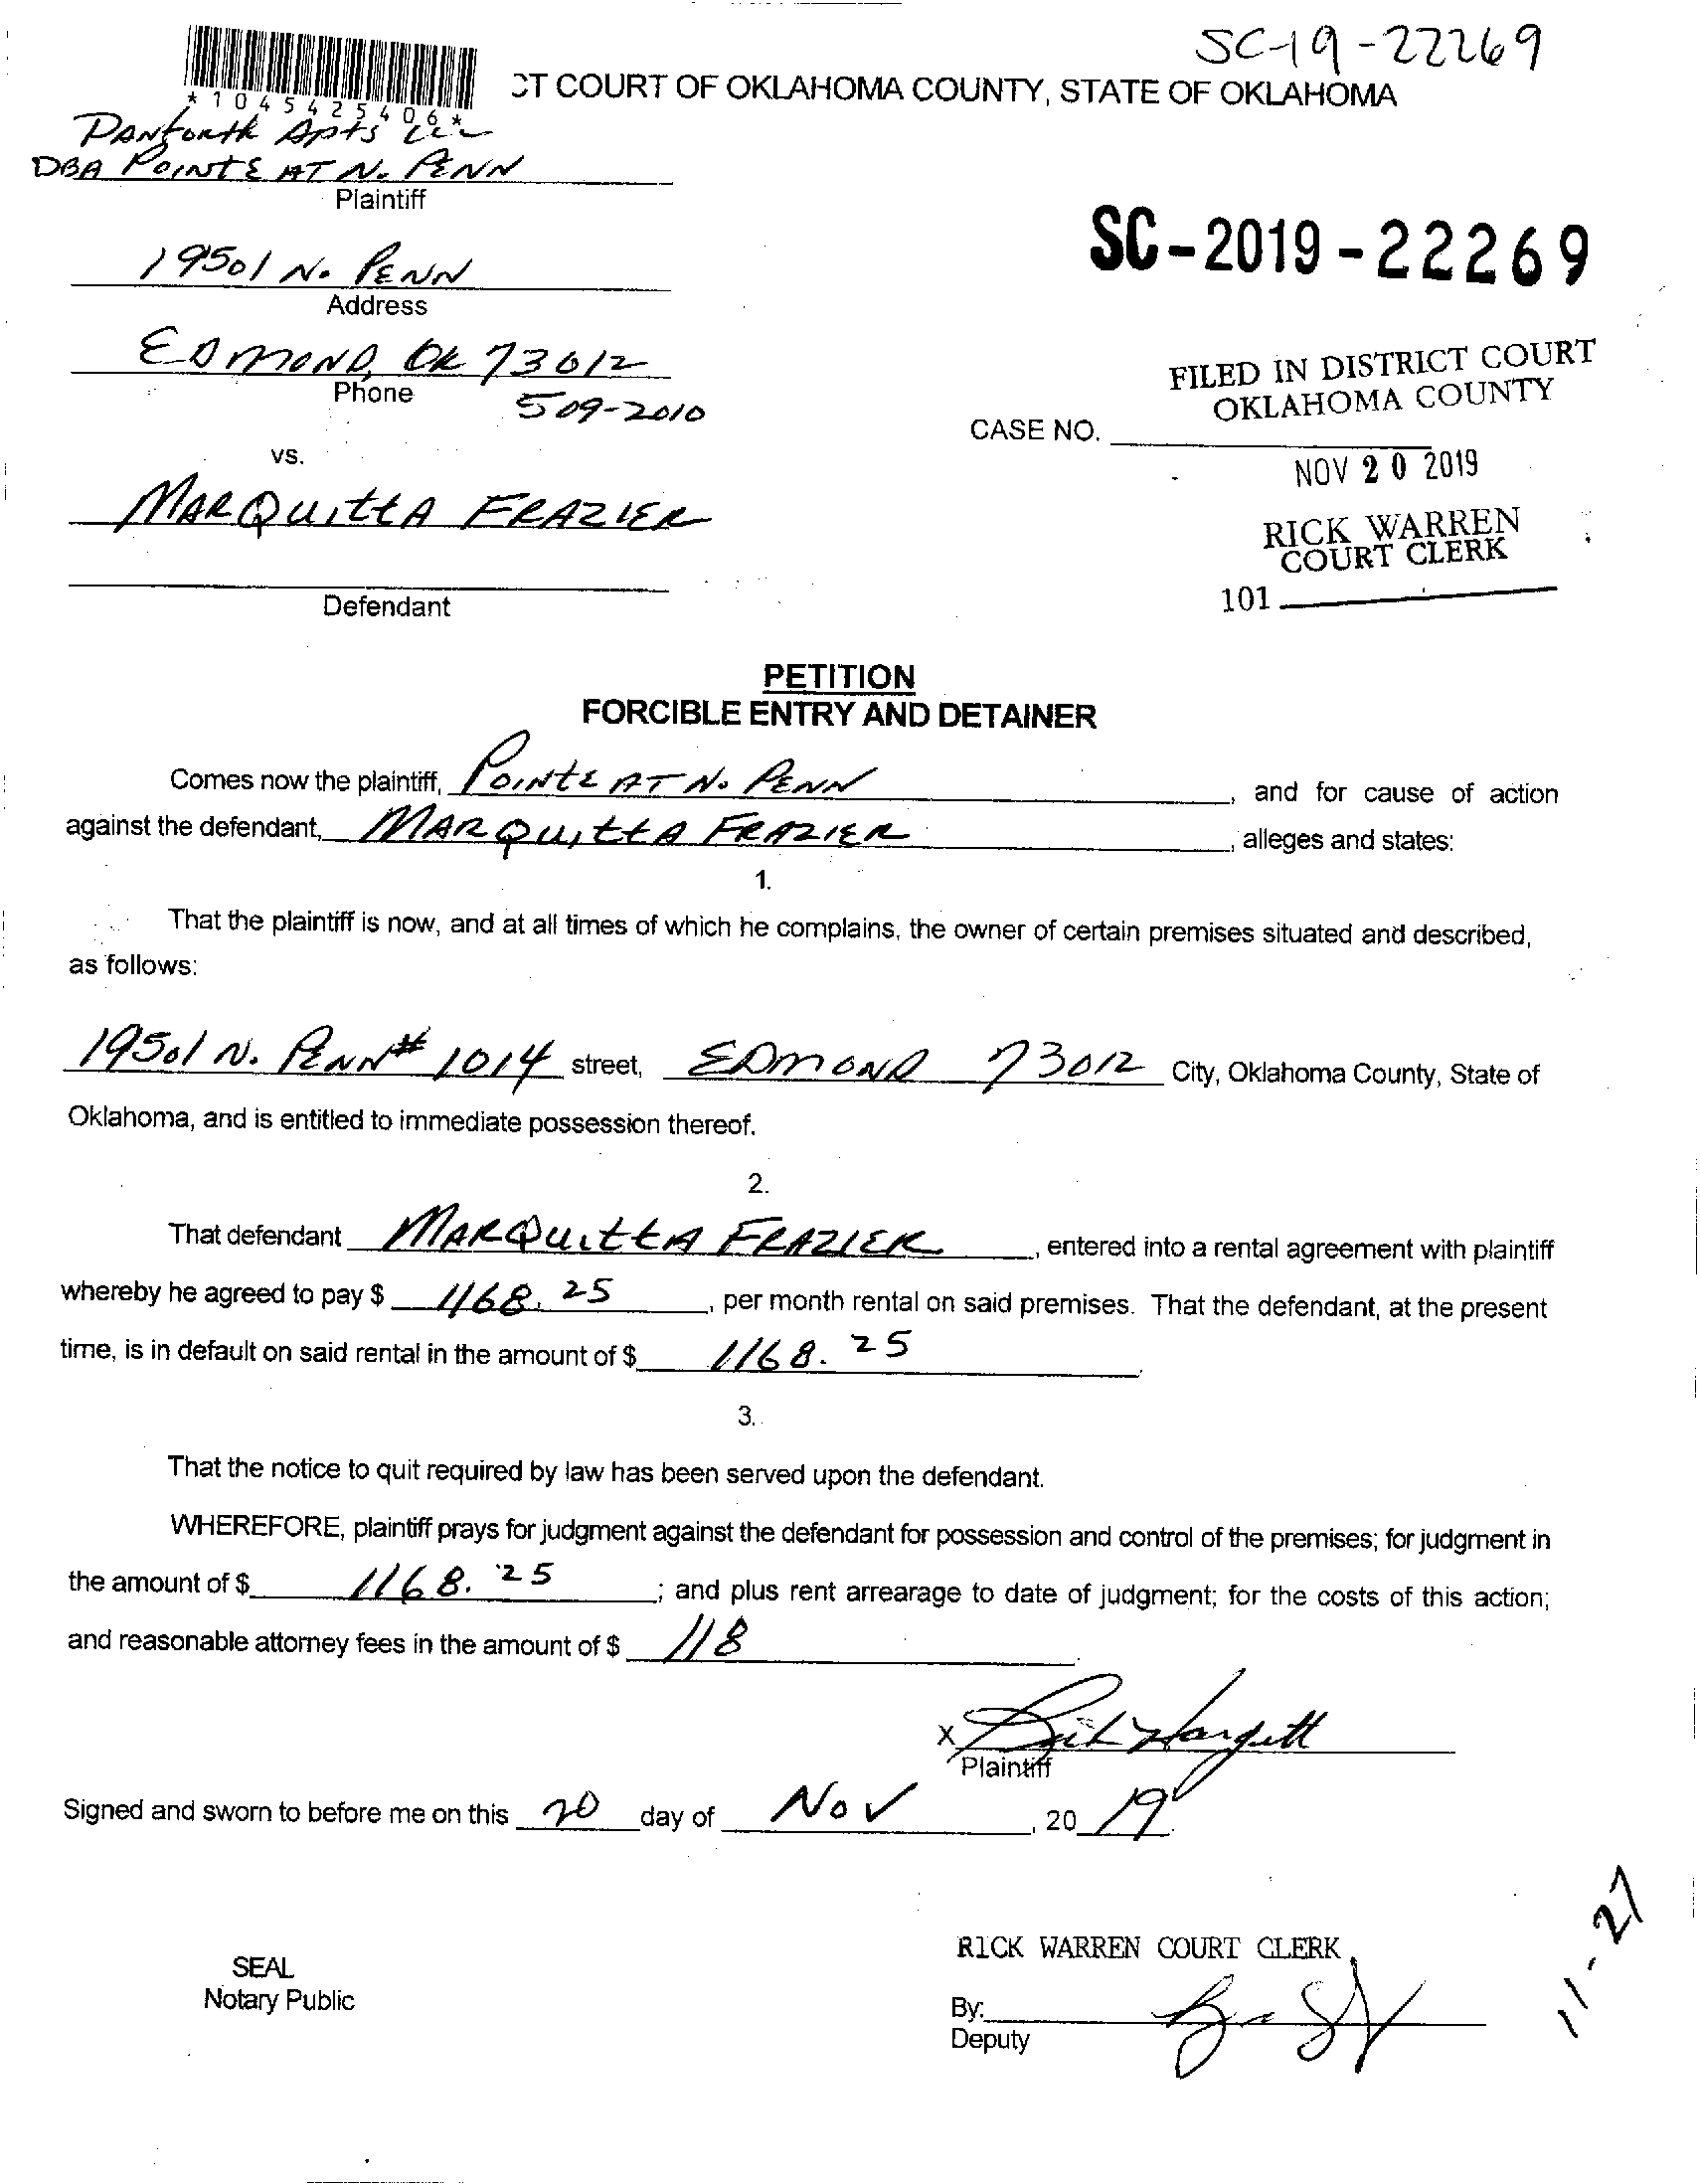 SC-19-22269
*1045425406*
CT COURT OF OKLAHOMA COUNTY, STATE OF OKLAHOMA
DANFORTH APTS LLC
DBA POINTE AT N. PENN
Plaintiff
SC-2019-22269
19501 N. PENN
Address
EDMOND, OK 73012
Phone
509-2010
FILED IN DISTRICT COURT
OKLAHOMA COUNTY
CASE NO.
NOV 20 2019
vs.
MARQUITTA FRAZIER
RICK WARREN
COURT CLERK
101
Defendant
PETITION
FORCIBLE ENTRY AND DETAINER
Comes now the plaintiff, POINTE AT N. PENN, and for cause of action
against the defendant, MARQUITTA FRAZIER, alleges and states:
1.
That the plaintiff is now, and at all times of which he complains, the owner of certain premises situated and described,
as follows:
19501 N. PENN # 1014 street, EDMOND 73012 City, Oklahoma County, State of
Oklahoma, and is entitled to immediate possession thereof.
2.
That defendant MARQUITTA FRAZIER, entered into a rental agreement with plaintiff
whereby he agreed to pay $ 1168.25, per month rental on said premises. That the defendant, at the present
time, is in default on said rental in the amount of $ 1168.25.
3.
That the notice to quit required by law has been served upon the defendant.
WHEREFORE, plaintiff prays for judgment against the defendant for possession and control of the premises; for judgment in
the amount of $ 1168.25; and plus rent arrearage to date of judgment; for the costs of this action;
and reasonable attorney fees in the amount of $ 118.
X
Plaintiff
Signed and sworn to before me on this 20 day of NOV, 20 19.
11-27
RICK WARREN COURT CLERK
SEAL
Notary Public
By:
Deputy